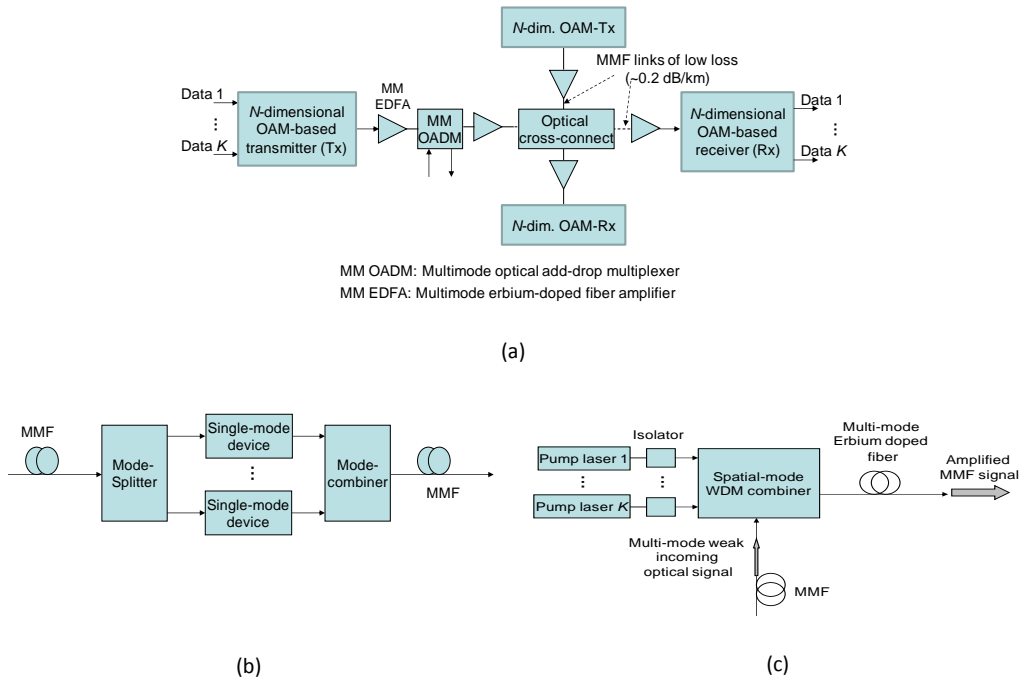 N-dim. OAM-Tx
MMF links of low loss
(~0.2 dB/km)
MM
EDFA
Data 1
⋮
Data K
N-dimensional
OAM-based
transmitter (Tx)
MM
OADM
Optical
cross-connect
N-dimensional
OAM-based
receiver (Rx)
Data 1
⋮
Data K
N-dim. OAM-Rx
MM OADM: Multimode optical add-drop multiplexer
MM EDFA: Multimode erbium-doped fiber amplifier
(a)
MMF
Mode-
Splitter
Single-mode
device
⋮
Single-mode
device
Mode-
combiner
MMF
(b)
Isolator
Pump laser 1
⋮
⋮
Pump laser K
Spatial-mode
WDM combiner
Multi-mode
Erbium doped
fiber
Amplified
MMF signal
Multi-mode weak
incoming
optical signal
MMF
(c)